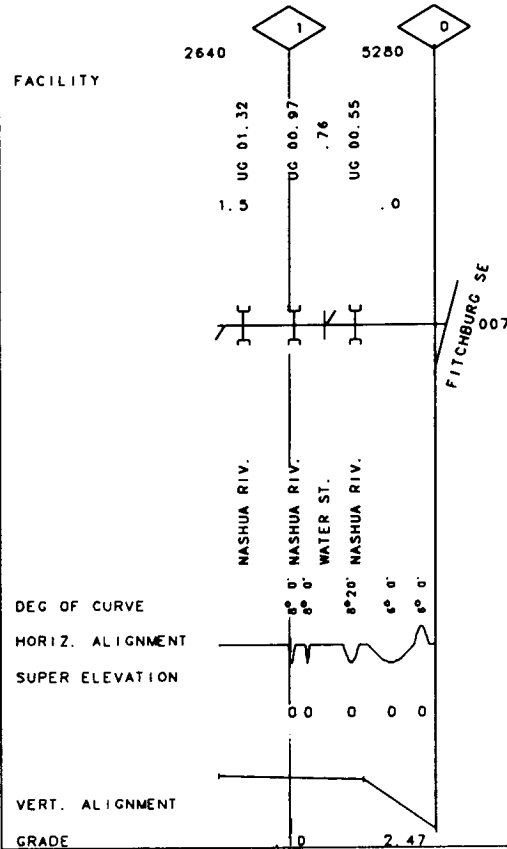 1 0
2640 5280
FACILITY
UG 01.32 UG 00.97 .76 UG 00.55
1.5 .0
FITCHBURG SE
007
NASHUA RIV. NASHUA RIV. WATER ST. NASHUA RIV.
8° 0' 8° 0' 8°20' 6° 0' 6° 0'
DEG OF CURVE
HORIZ. ALIGNMENT
SUPER ELEVATION
0 0 0 0 0
VERT. ALIGNMENT
GRADE .0 2.47